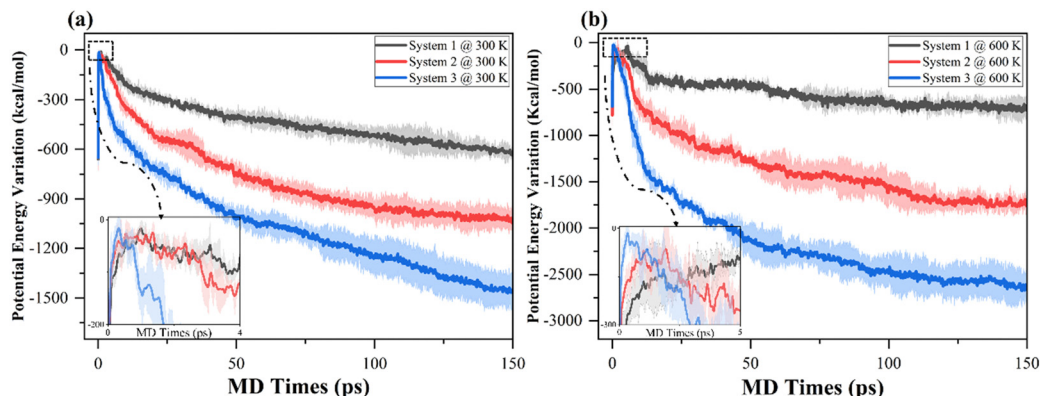 (a)
System 1 @ 300 K
System 2 @ 300 K
System 3 @ 300 K
0
-300
-600
-900
-1200
-1500
Potential Energy Variation (kcal/mol)
0
-200
0
MD Times (ps)
4
0
50
100
150
MD Times (ps)
(b)
System 1 @ 600 K
System 2 @ 600 K
System 3 @ 600 K
0
-500
-1000
-1500
-2000
-2500
-3000
Potential Energy Variation (Kcal/mol)
0
-300
0
MD Times (ps)
5
0
50
100
150
MD Times (ps)